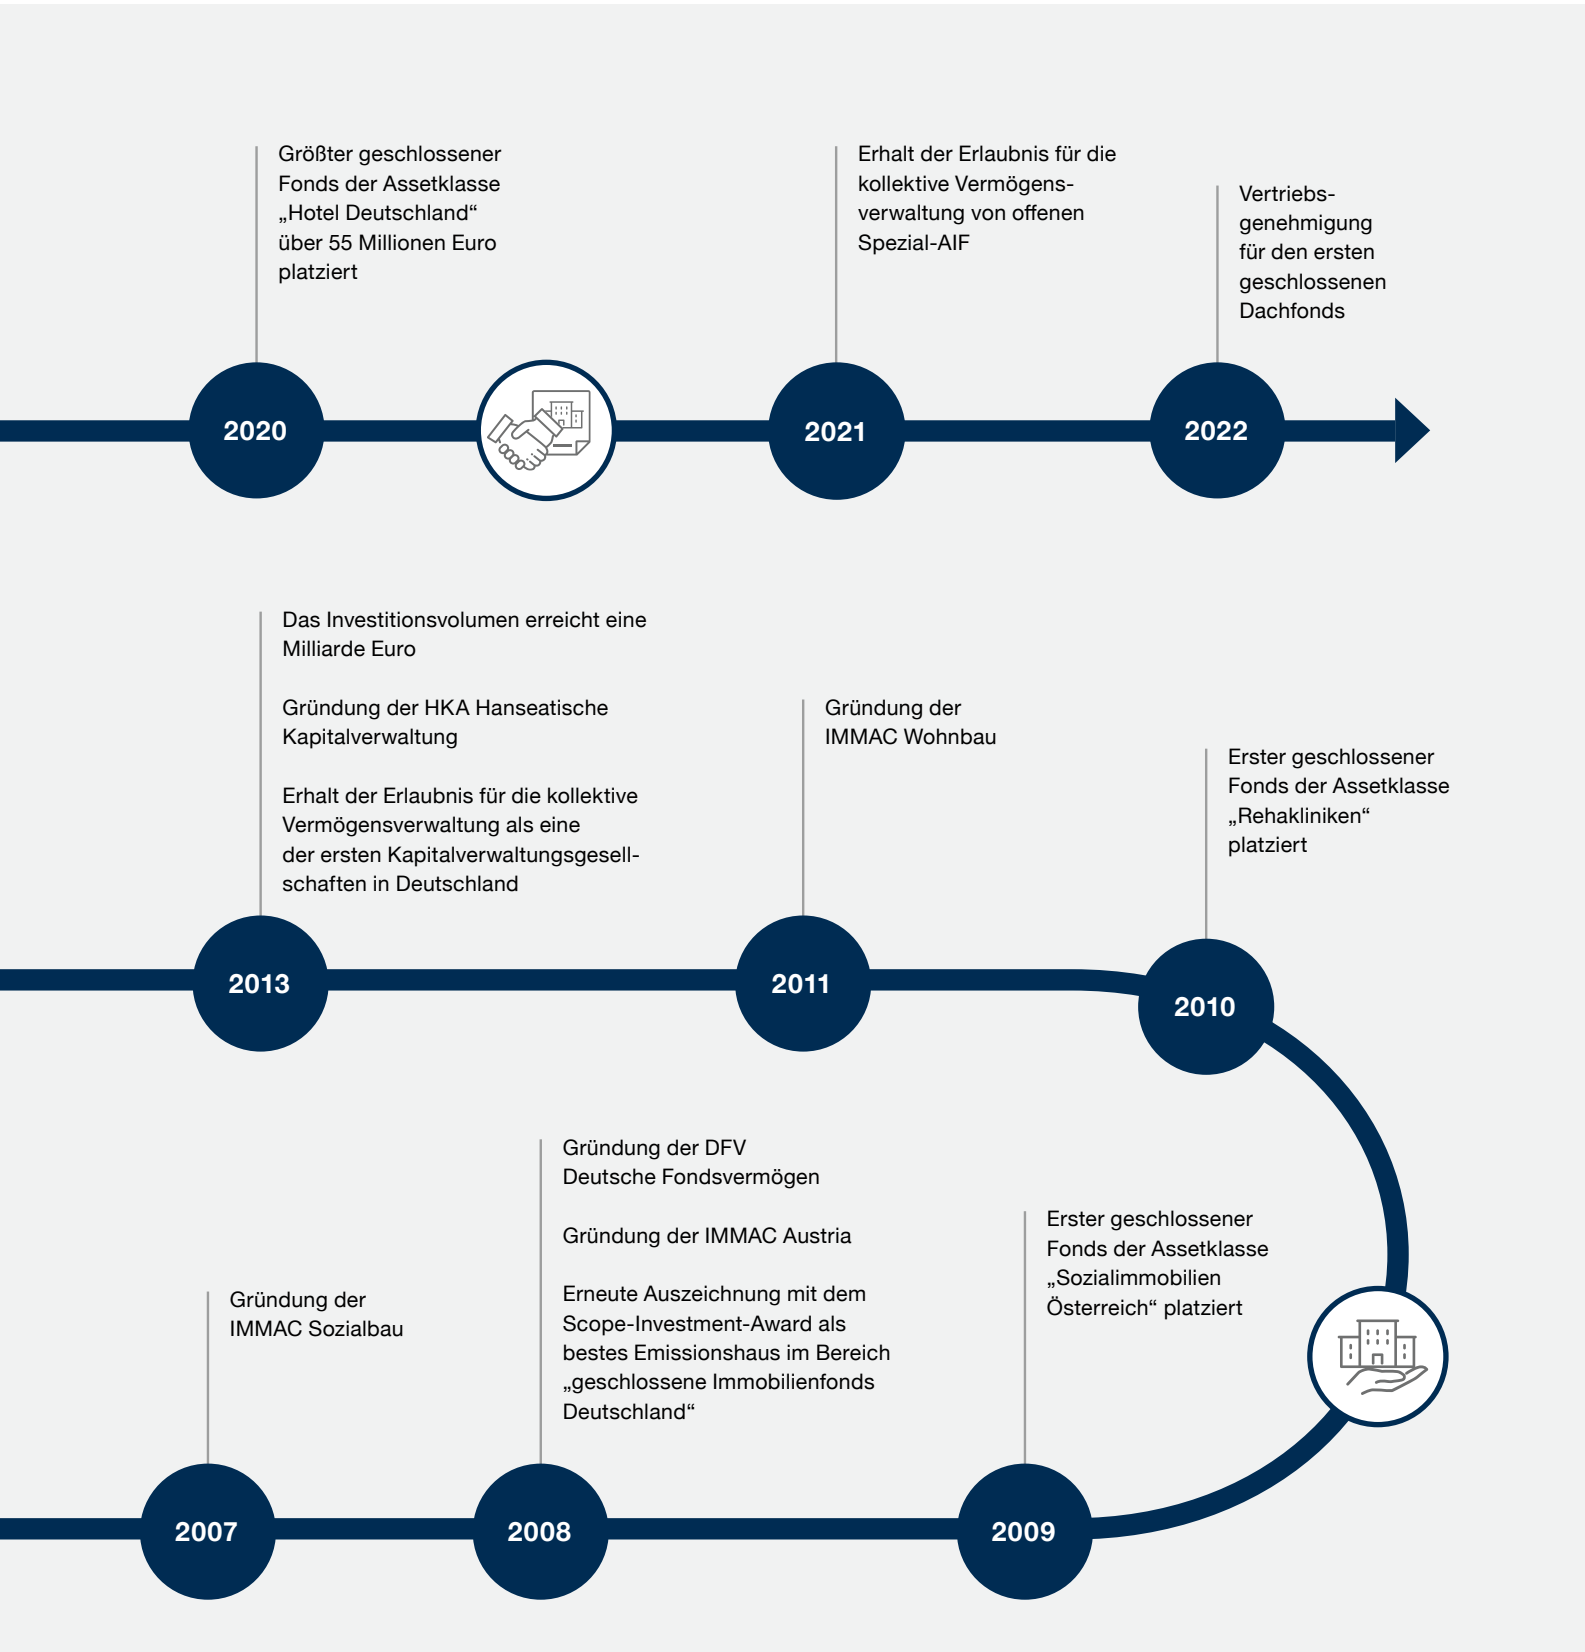 Größter geschlossener
Fonds der Assetklasse
„Hotel Deutschland“
über 55 Millionen Euro
platziert
2020
Erhalt der Erlaubnis für die
kollektive Vermögens-
verwaltung von offenen
Spezial-AIF
2021
Vertriebs-
genehmigung
für den ersten
geschlossenen
Dachfonds
2022
Das Investitionsvolumen erreicht eine
Milliarde Euro
Gründung der HKA Hanseatische
Kapitalverwaltung
Erhalt der Erlaubnis für die kollektive
Vermögensverwaltung als eine
der ersten Kapitalverwaltungsgesell-
schaften in Deutschland
2013
Gründung der
IMMAC Wohnbau
2011
Erster geschlossener
Fonds der Assetklasse
„Rehakliniken“
platziert
2010
Gründung der
IMMAC Sozialbau
2007
Gründung der DFV
Deutsche Fondsvermögen
Gründung der IMMAC Austria
Erneute Auszeichnung mit dem
Scope-Investment-Award als
bestes Emissionshaus im Bereich
„geschlossene Immobilienfonds
Deutschland“
2008
Erster geschlossener
Fonds der Assetklasse
„Sozialimmobilien
Österreich“ platziert
2009